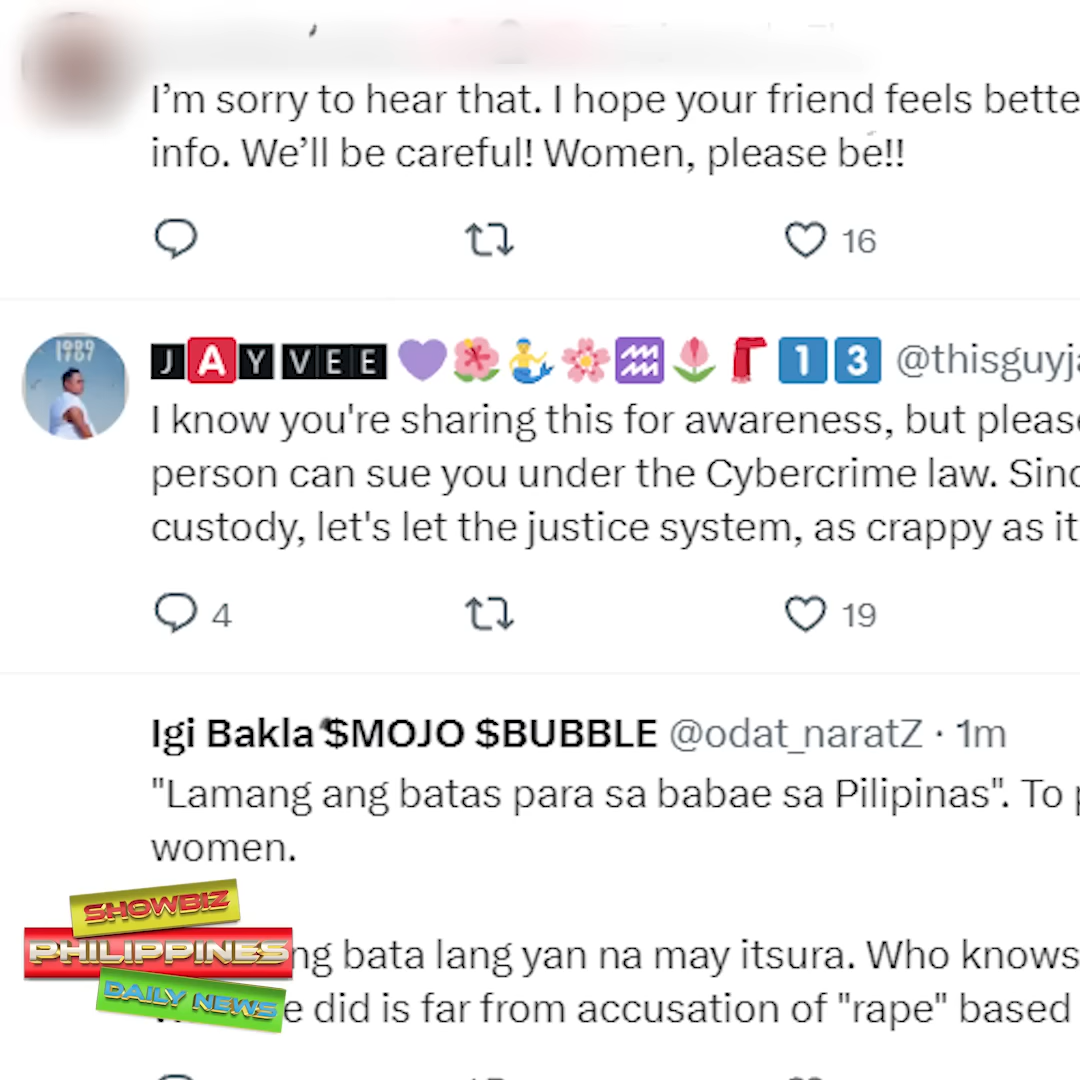 I'm sorry to hear that. I hope your friend feels bette
info. We'll be careful! Women, please be!!
16
1989
JAYVEE 💜🌺🧜‍♂️🌸♒🌷🧣1️⃣3️⃣ @thisguyja
I know you're sharing this for awareness, but please
person can sue you under the Cybercrime law. Sinc
custody, let's let the justice system, as crappy as it
4 19
Igi Bakla $MOJO $BUBBLE @odat_naratZ · 1m
"Lamang ang batas para sa babae sa Pilipinas". To p
women.
ng bata lang yan na may itsura. Who knows
e did is far from accusation of "rape" based
SHOWBIZ
PHILIPPINES
DAILY NEWS